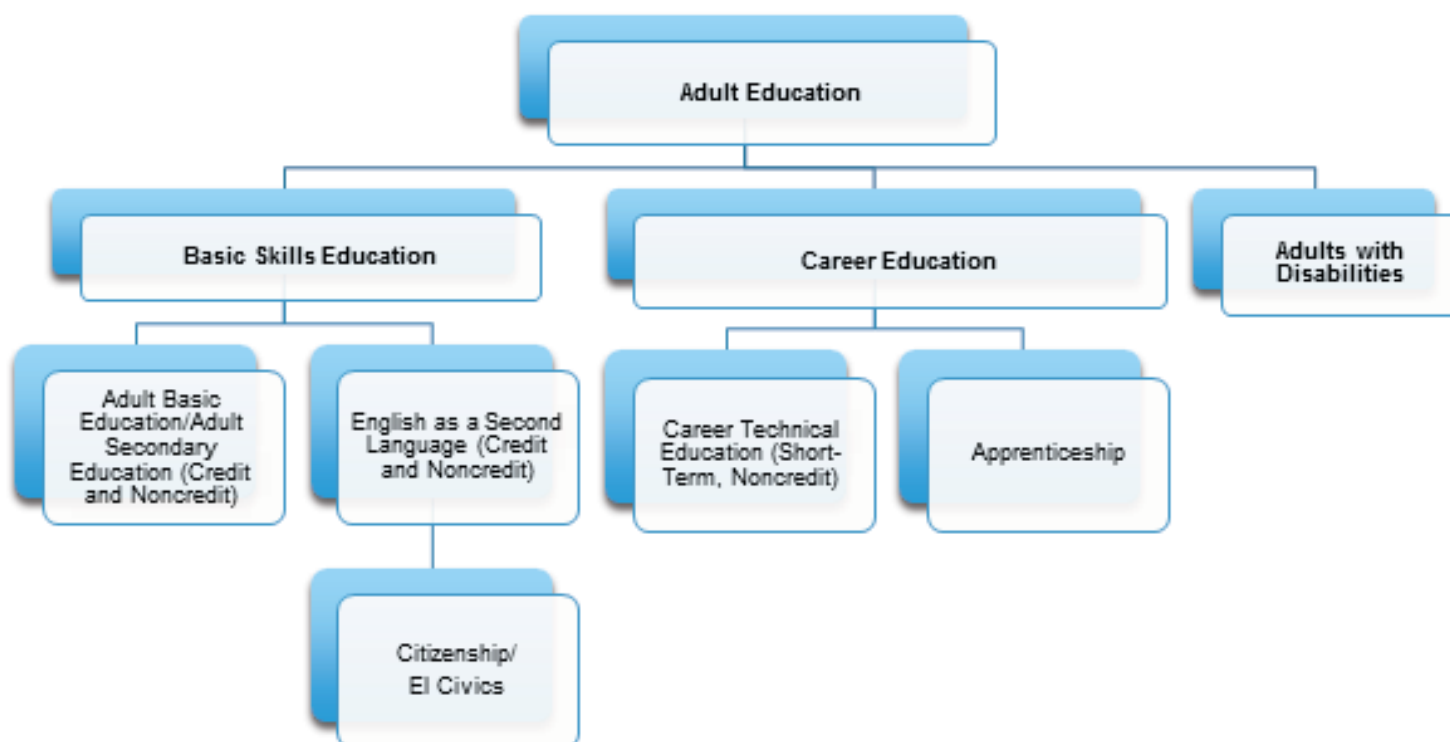 Adult Education
Basic Skills Education
Career Education
Adults with
Disabilities
Adult Basic
Education/Adult
Secondary
Education (Credit
and Noncredit)
English as a Second
Language (Credit
and Noncredit)
Career Technical
Education (Short-
Term, Noncredit)
Apprenticeship
Citizenship/
El Civics